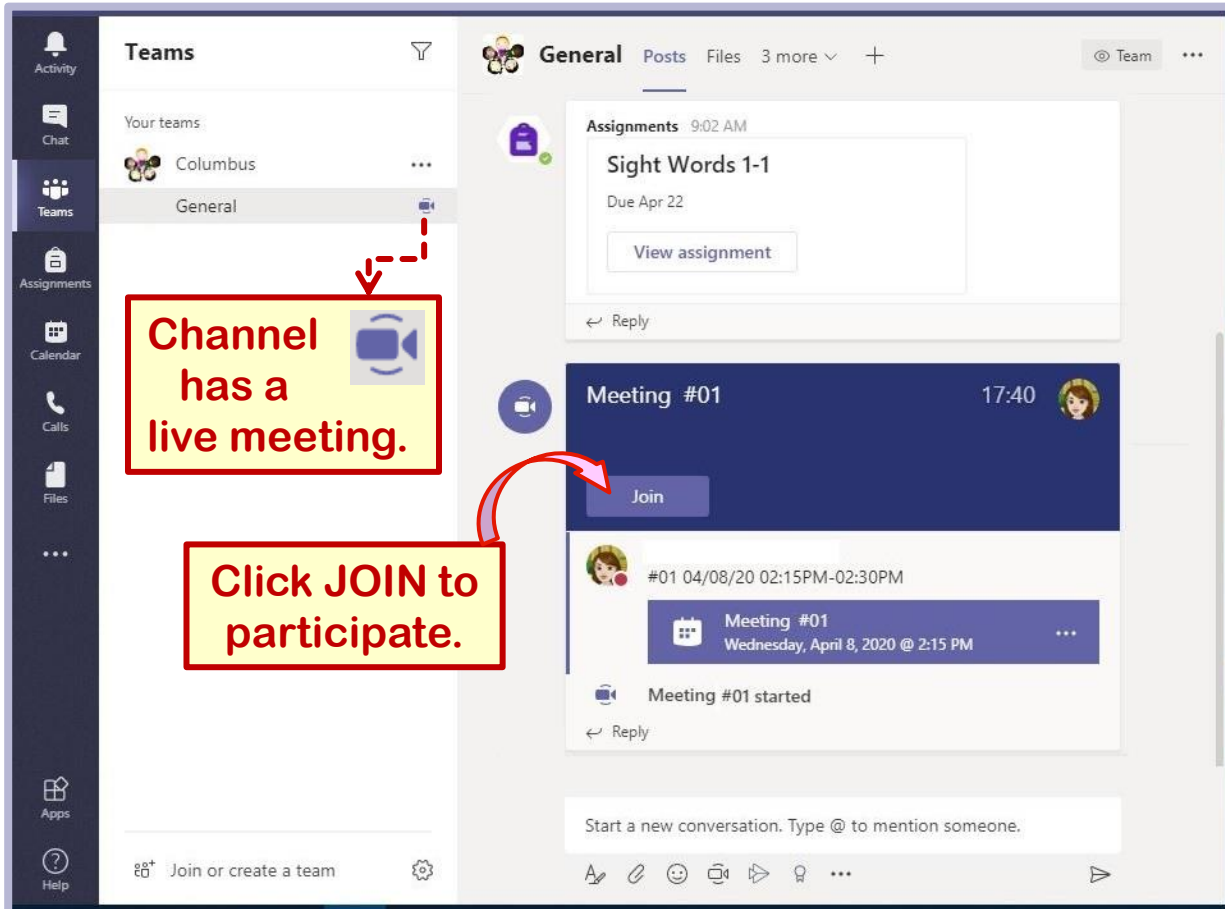 Activity
Chat
Teams
Assignments
Calendar
Calls
Files
Apps
Help
Teams
Your teams
Columbus
General
Channel
has a
live meeting.
Click JOIN to
participate.
Join or create a team
General Posts Files 3 more
Team
Assignments 9:02 AM
Sight Words 1-1
Due Apr 22
View assignment
Reply
Meeting #01 17:40
Join
#01 04/08/20 02:15PM-02:30PM
Meeting #01
Wednesday, April 8, 2020 @ 2:15 PM
Meeting #01 started
Reply
Start a new conversation. Type @ to mention someone.